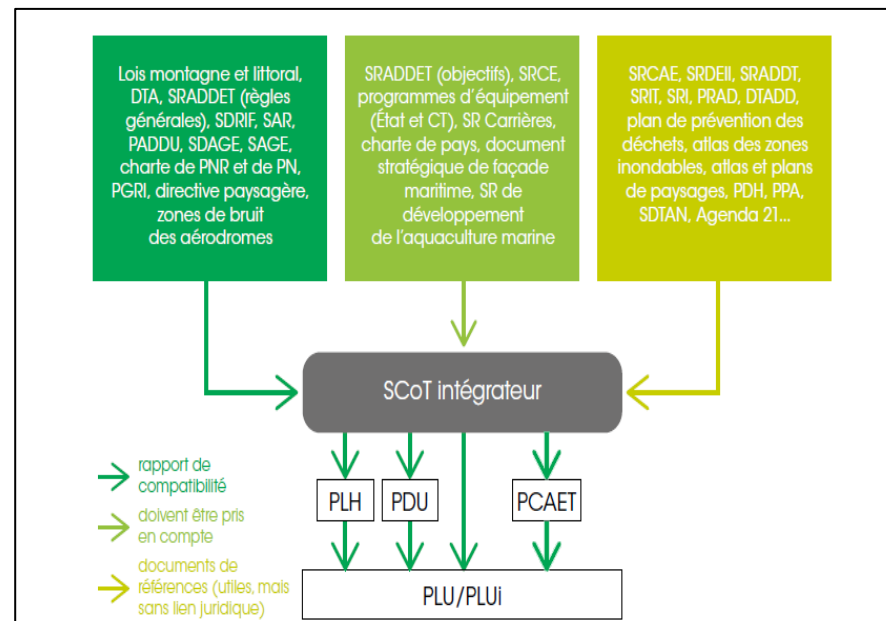 Lois montagne et littoral,
DTA, SRADDET (règles
générales), SDRIF, SAR,
PADDU, SDAGE, SAGE,
charte de PNR et de PN,
PGRI, directive paysagère,
zones de bruit
des aérodromes
SRADDET (objectifs), SRCE,
programmes d'équipement
(État et CT), SR Carrières,
charte de pays, document
stratégique de façade
maritime, SR de
développement
de l'aquaculture marine
SRCAE, SRDEII, SRADDT,
SRIT, SRI, PRAD, DTADD,
plan de prévention des
déchets, atlas des zones
inondables, atlas et plans
de paysages, PDH, PPA,
SDTAN, Agenda 21...
SCoT intégrateur
rapport de
compatibilité
doivent être pris
en compte
documents de
références (utiles, mais
sans lien juridique)
PLH
PDU
PCAET
PLU/PLUi